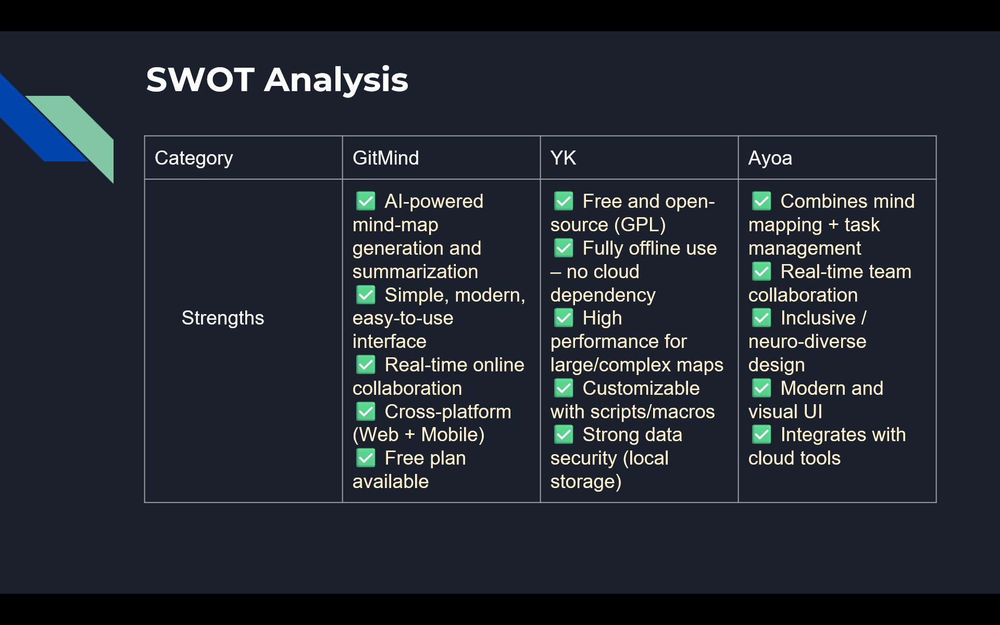 SWOT Analysis
Category
GitMind
YK
Ayoa
Strengths
✅ AI-powered
mind-map
generation and
summarization
✅ Simple, modern,
easy-to-use
interface
✅ Real-time online
collaboration
✅ Cross-platform
(Web + Mobile)
✅ Free plan
available
✅ Free and open-
source (GPL)
✅ Fully offline use
– no cloud
dependency
✅ High
performance for
large/complex maps
✅ Customizable
with scripts/macros
✅ Strong data
security (local
storage)
✅ Combines mind
mapping + task
management
✅ Real-time team
collaboration
✅ Inclusive /
neuro-diverse
design
✅ Modern and
visual UI
✅ Integrates with
cloud tools